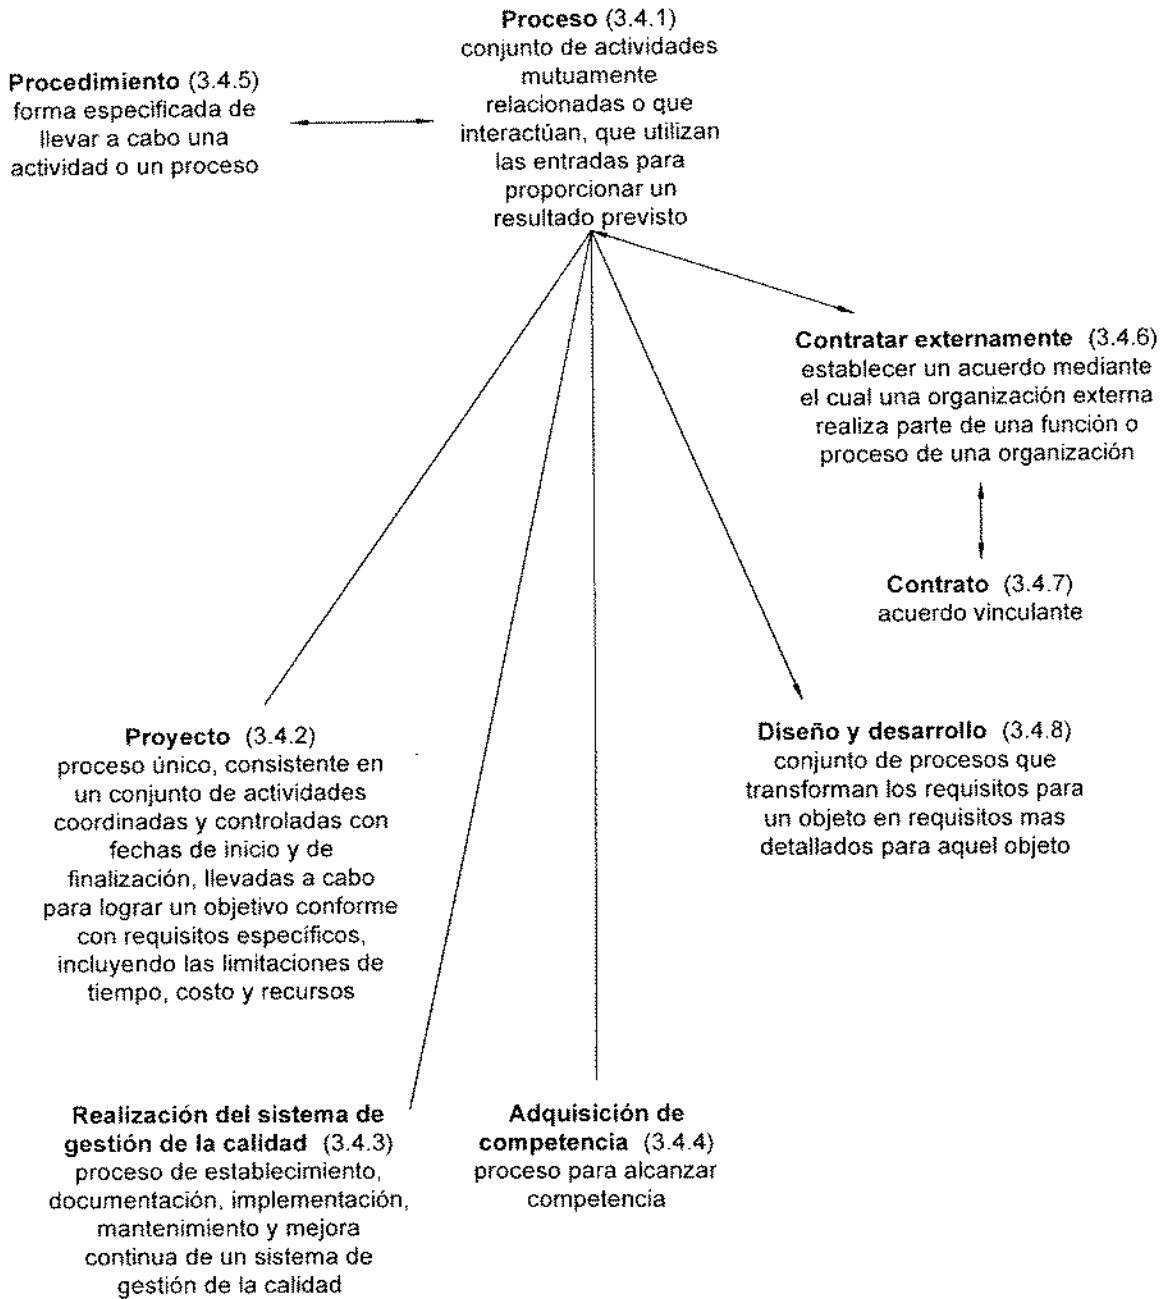 Proceso (3.4.1)
conjunto de actividades
mutuamente
relacionadas o que
interactúan, que utilizan
las entradas para
proporcionar un
resultado previsto
Procedimiento (3.4.5)
forma especificada de
llevar a cabo una
actividad o un proceso
Contratar externamente (3.4.6)
establecer un acuerdo mediante
el cual una organización externa
realiza parte de una función o
proceso de una organización
Contrato (3.4.7)
acuerdo vinculante
Proyecto (3.4.2)
proceso único, consistente en
un conjunto de actividades
coordinadas y controladas con
fechas de inicio y de
finalización, llevadas a cabo
para lograr un objetivo conforme
con requisitos específicos,
incluyendo las limitaciones de
tiempo, costo y recursos
Diseño y desarrollo (3.4.8)
conjunto de procesos que
transforman los requisitos para
un objeto en requisitos mas
detallados para aquel objeto
Realización del sistema de
gestión de la calidad (3.4.3)
proceso de establecimiento,
documentación, implementación,
mantenimiento y mejora
continua de un sistema de
gestión de la calidad
Adquisición de
competencia (3.4.4)
proceso para alcanzar
competencia